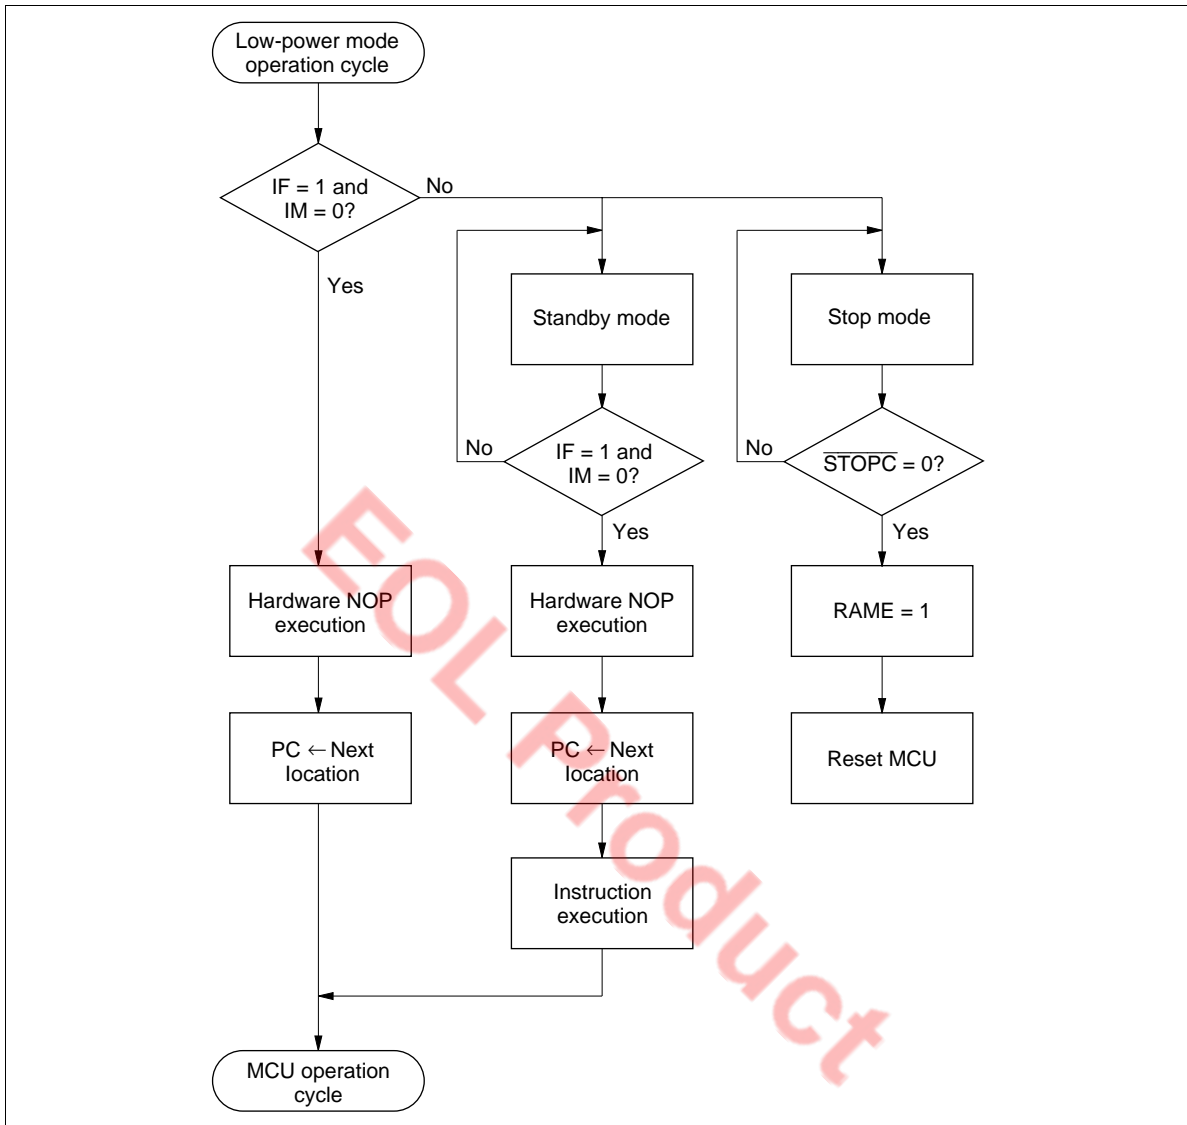 Low-power mode
operation cycle
IF = 1 and
IM = 0?
No
Yes
Standby mode
Stop mode
No
IF = 1 and
IM = 0?
Yes
No
STOPC = 0?
Yes
Hardware NOP
execution
Hardware NOP
execution
RAME = 1
PC ← Next
location
PC ← Next
location
Reset MCU
Instruction
execution
MCU operation
cycle
EOL Product